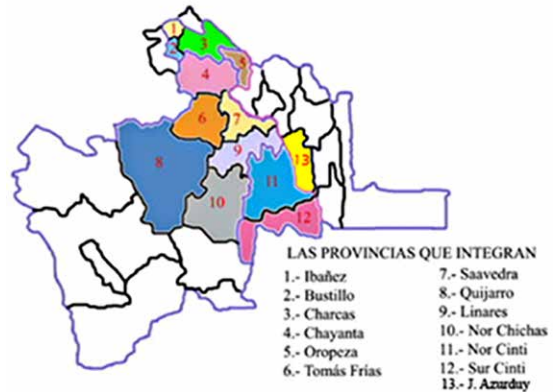 1
2
3
4
5
6
7
8
9
10
11
12
13
LAS PROVINCIAS QUE INTEGRAN
1.- Ibañez
2.- Bustillo
3.- Charcas
4.- Chayanta
5.- Oropeza
6.- Tomás Frías
7.- Saavedra
8.- Quijarro
9.- Linares
10.- Nor Chichas
11.- Nor Cinti
12.- Sur Cinti
13.- J. Azurduy